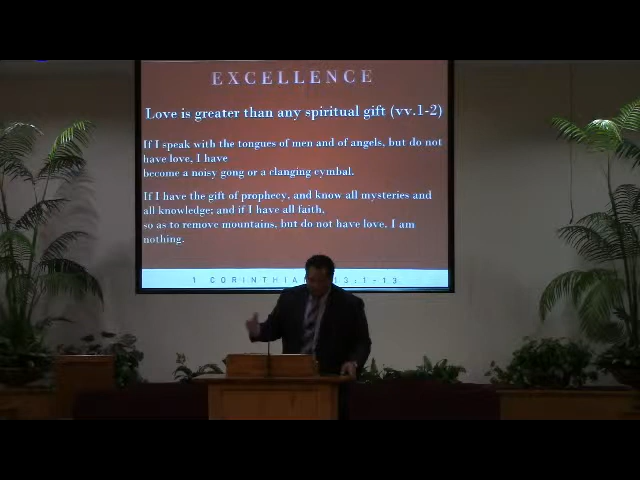 EXCELLENCE
Love is greater than any spiritual gift (vv.1-2)
If I speak with the tongues of men and of angels, but do not
have love, I have
become a noisy gong or a clanging cymbal.
If I have the gift of prophecy, and know all mysteries and
all knowledge; and if I have all faith,
so as to remove mountains, but do not have love, I am
nothing.
1 CORINTHIA 13:1-13